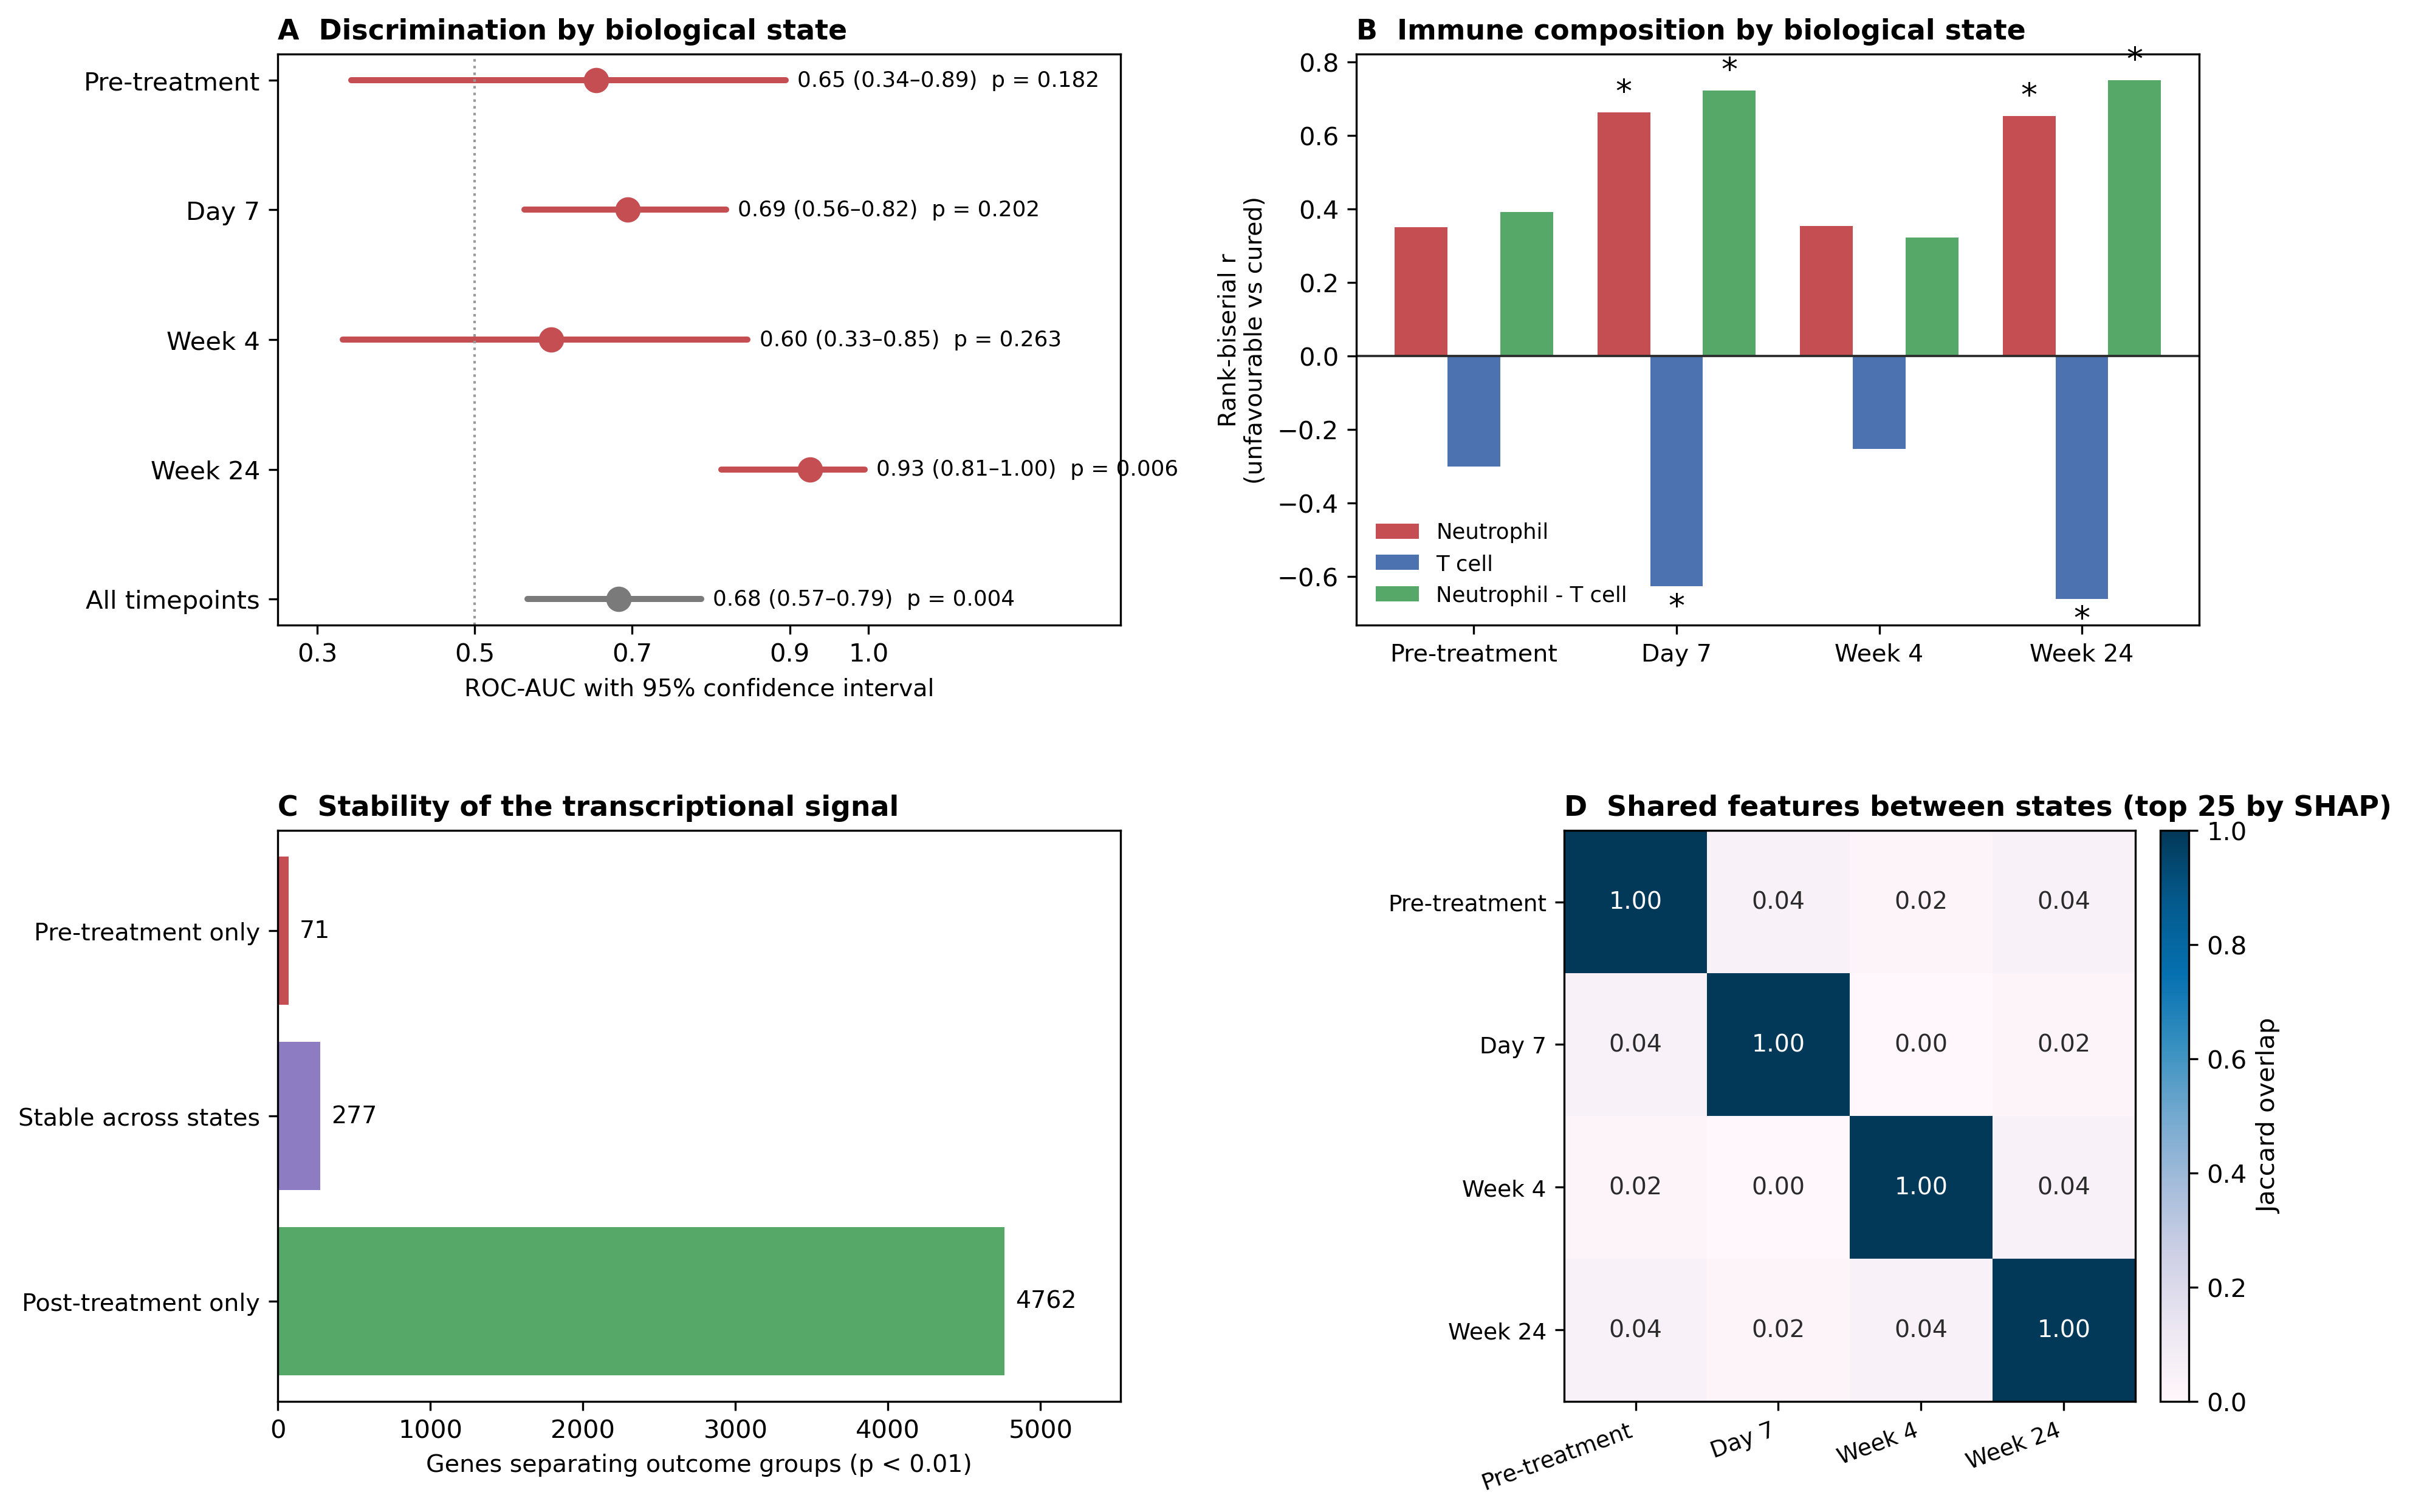 A  Discrimination by biological state
Pre-treatment
0.65 (0.34–0.89)  p = 0.182
Day 7
0.69 (0.56–0.82)  p = 0.202
Week 4
0.60 (0.33–0.85)  p = 0.263
Week 24
0.93 (0.81–1.00)  p = 0.006
All timepoints
0.68 (0.57–0.79)  p = 0.004
0.3
0.5
0.7
0.9
1.0
ROC-AUC with 95% confidence interval
B  Immune composition by biological state
Rank-biserial r
(unfavourable vs cured)
0.8
0.6
0.4
0.2
0.0
−0.2
−0.4
−0.6
*
*
*
*
*
*
Neutrophil
T cell
Neutrophil - T cell
Pre-treatment
Day 7
Week 4
Week 24
C  Stability of the transcriptional signal
Pre-treatment only
71
Stable across states
277
Post-treatment only
4762
0
1000
2000
3000
4000
5000
Genes separating outcome groups (p < 0.01)
D  Shared features between states (top 25 by SHAP)
Pre-treatment
1.00 0.04 0.02 0.04
Day 7
0.04 1.00 0.00 0.02
Week 4
0.02 0.00 1.00 0.04
Week 24
0.04 0.02 0.04 1.00
Pre-treatment
Day 7
Week 4
Week 24
1.0
0.8
0.6
0.4
0.2
0.0
Jaccard overlap